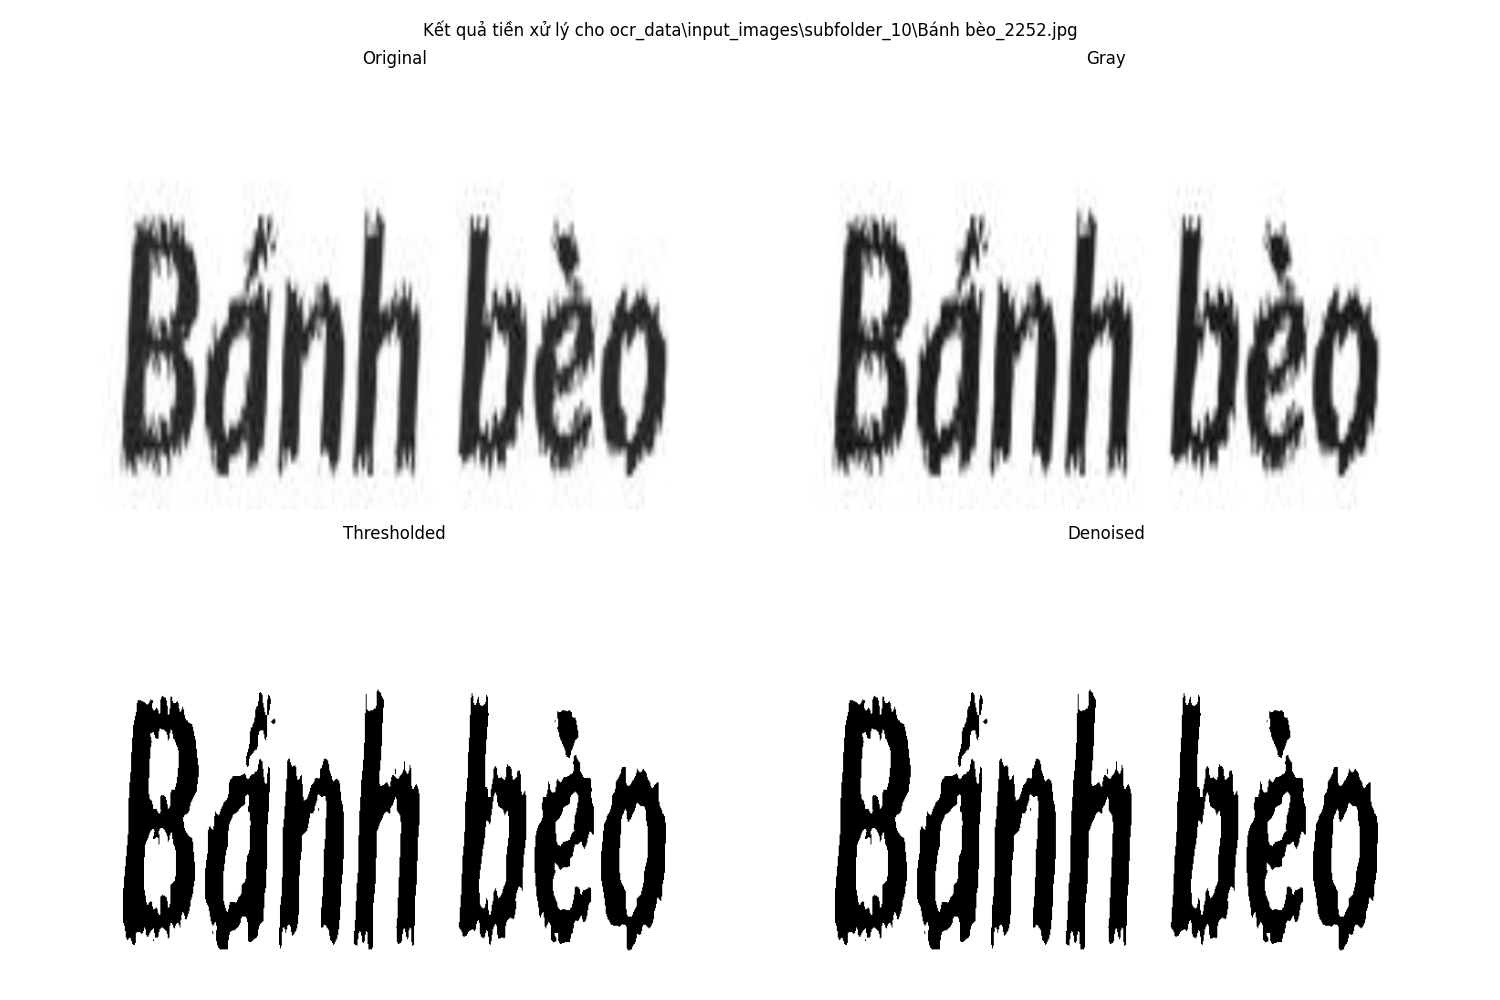 Kết quả tiền xử lý cho ocr_data\input_images\subfolder_10\Bánh bèo_2252.jpg
Original
Gray
Bánh bèo
Bánh bèo
Thresholded
Denoised
Bánh bèo
Bánh bèo